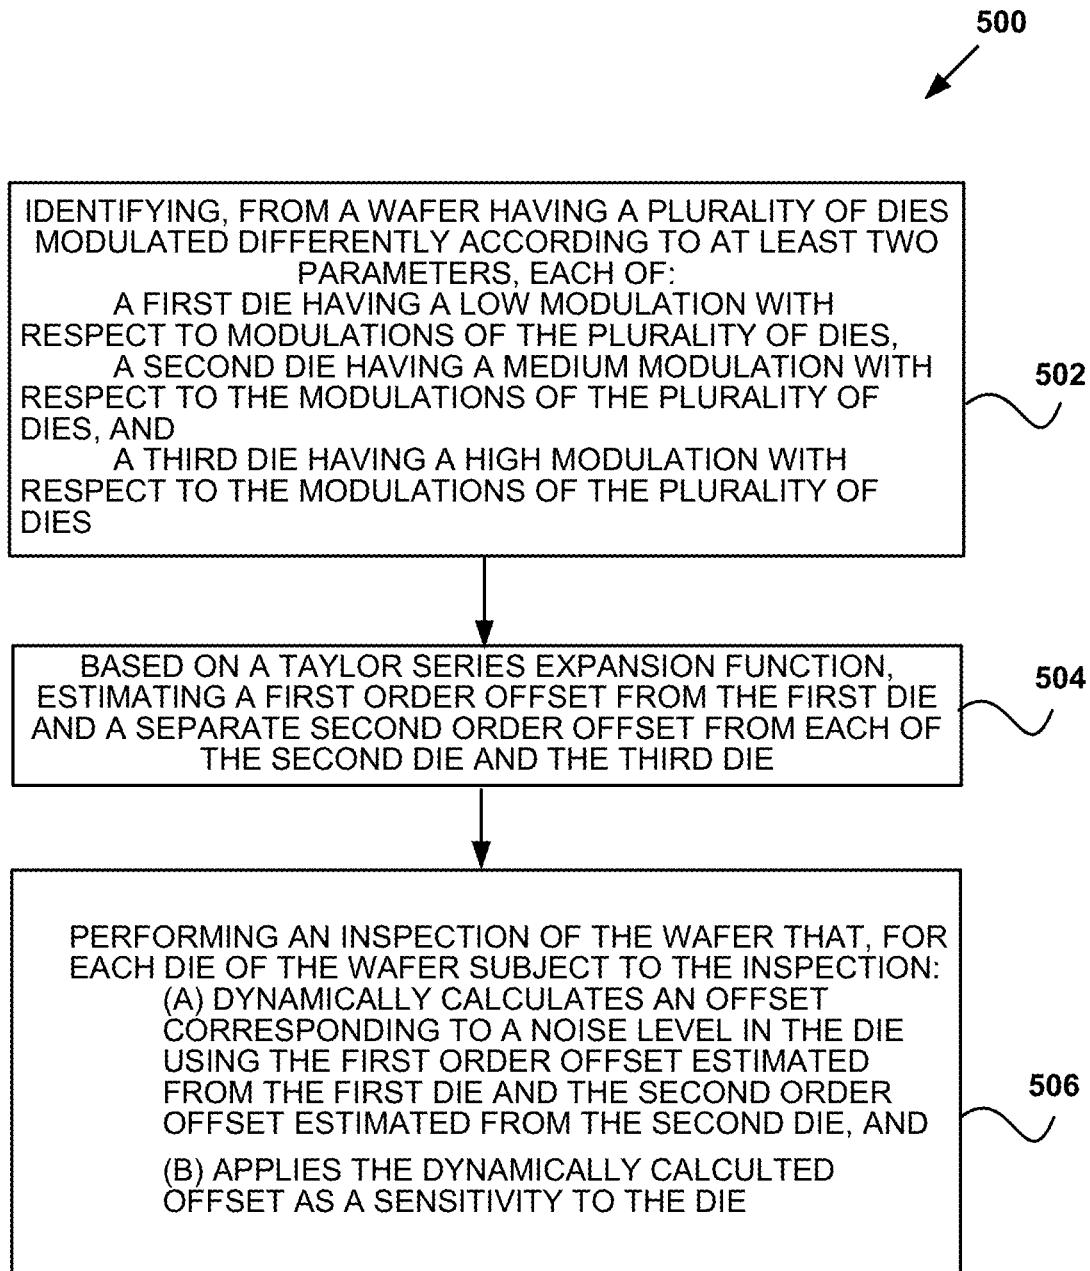 500
IDENTIFYING, FROM A WAFER HAVING A PLURALITY OF DIES
MODULATED DIFFERENTLY ACCORDING TO AT LEAST TWO
PARAMETERS, EACH OF:
A FIRST DIE HAVING A LOW MODULATION WITH
RESPECT TO MODULATIONS OF THE PLURALITY OF DIES,
A SECOND DIE HAVING A MEDIUM MODULATION WITH
RESPECT TO THE MODULATIONS OF THE PLURALITY OF
DIES, AND
A THIRD DIE HAVING A HIGH MODULATION WITH
RESPECT TO THE MODULATIONS OF THE PLURALITY OF
DIES
502
BASED ON A TAYLOR SERIES EXPANSION FUNCTION,
ESTIMATING A FIRST ORDER OFFSET FROM THE FIRST DIE
AND A SEPARATE SECOND ORDER OFFSET FROM EACH OF
THE SECOND DIE AND THE THIRD DIE
504
PERFORMING AN INSPECTION OF THE WAFER THAT, FOR
EACH DIE OF THE WAFER SUBJECT TO THE INSPECTION:
(A) DYNAMICALLY CALCULATES AN OFFSET
CORRESPONDING TO A NOISE LEVEL IN THE DIE
USING THE FIRST ORDER OFFSET ESTIMATED
FROM THE FIRST DIE AND THE SECOND ORDER
OFFSET ESTIMATED FROM THE SECOND DIE, AND
(B) APPLIES THE DYNAMICALLY CALCULTED
OFFSET AS A SENSITIVITY TO THE DIE
506